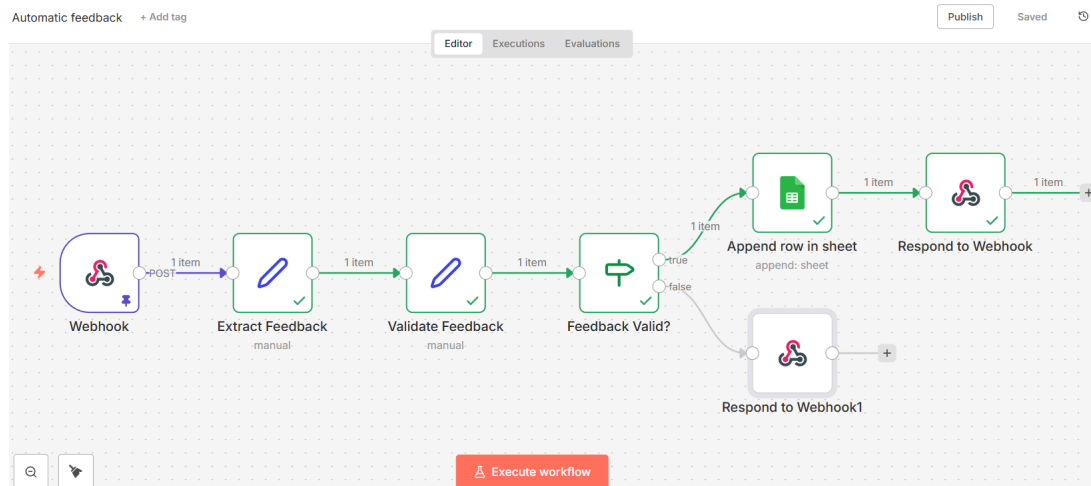 Automatic feedback
+ Add tag
Publish
Saved
Editor
Executions
Evaluations
POST
1 item
1 item
1 item
1 item
1 item
1 item
true
false
Webhook
Extract Feedback
manual
Validate Feedback
manual
Feedback Valid?
Append row in sheet
append: sheet
Respond to Webhook
Respond to Webhook1
Execute workflow